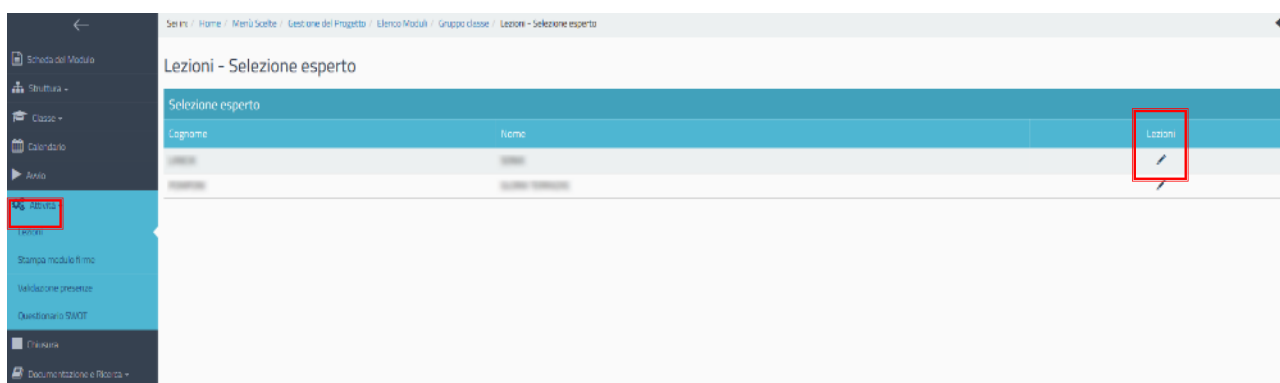 Sei in: / Home / Menù Scelte / Gestione del Progetto / Elenco Moduli / Gruppo classe / Lezioni - Selezione esperto
Scheda del Modulo
Struttura
Classe
Calendario
Avvio
Attività
Lezioni
Stampa modulo firme
Validazione presenze
Questionario SWOT
Chiusura
Documentazione e Ricerca
Lezioni - Selezione esperto
Selezione esperto
Cognome Nome Lezioni